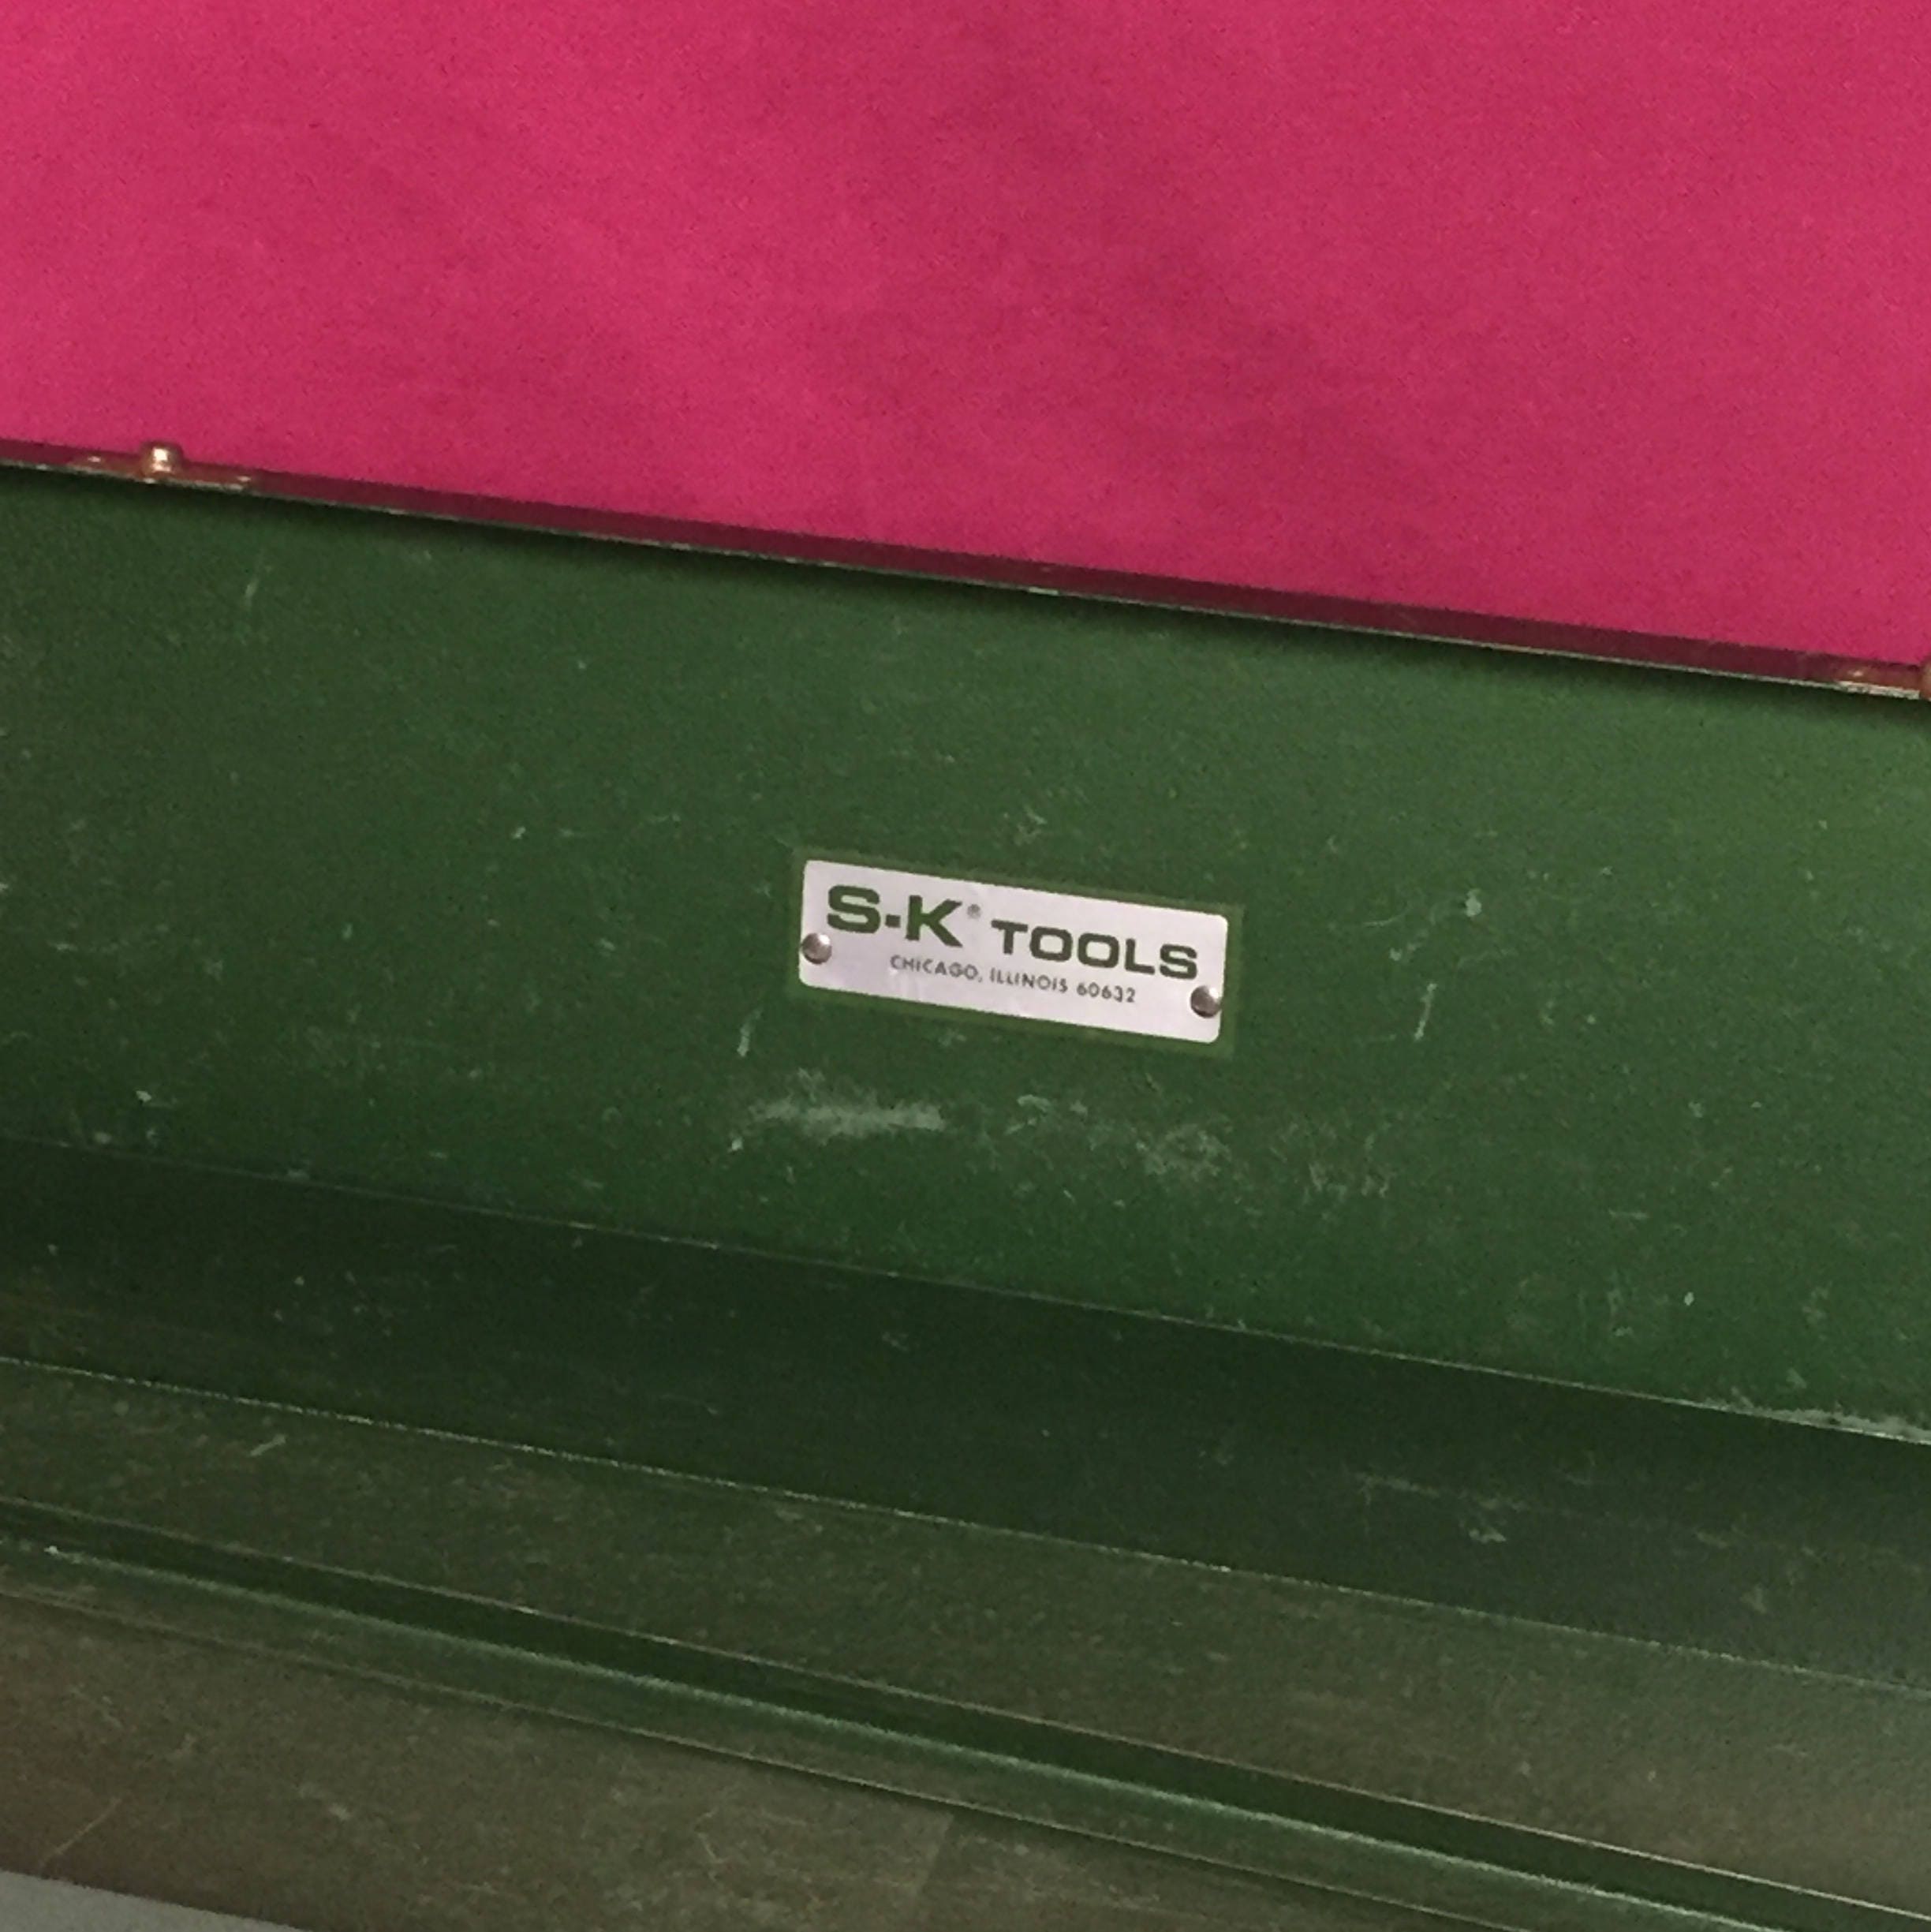 S-K® TOOLS
CHICAGO, ILLINOIS 60632